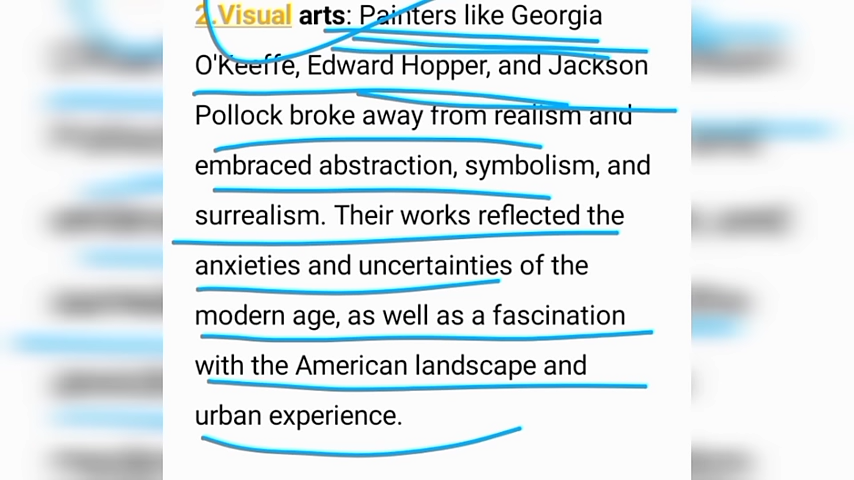 2.Visual arts: Painters like Georgia
O'Keeffe, Edward Hopper, and Jackson
Pollock broke away from realism and
embraced abstraction, symbolism, and
surrealism. Their works reflected the
anxieties and uncertainties of the
modern age, as well as a fascination
with the American landscape and
urban experience.